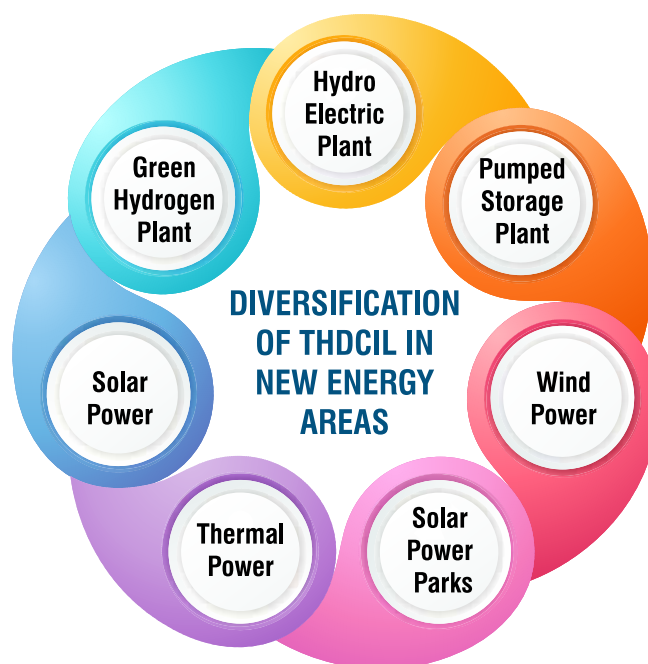 Hydro
Electric
Plant
Pumped
Storage
Plant
Wind
Power
Solar
Power
Parks
Thermal
Power
Solar
Power
Green
Hydrogen
Plant
DIVERSIFICATION
OF THDCIL IN
NEW ENERGY
AREAS